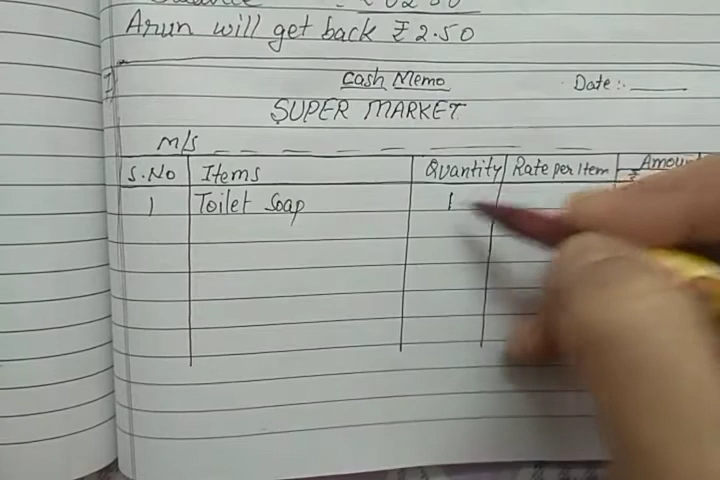 Arun will get back ₹ 2.50
Cash Memo
Date:-
SUPER MARKET
M/s
S.No Items Quantity Rate per Item
₹
1 Toilet Soap 1